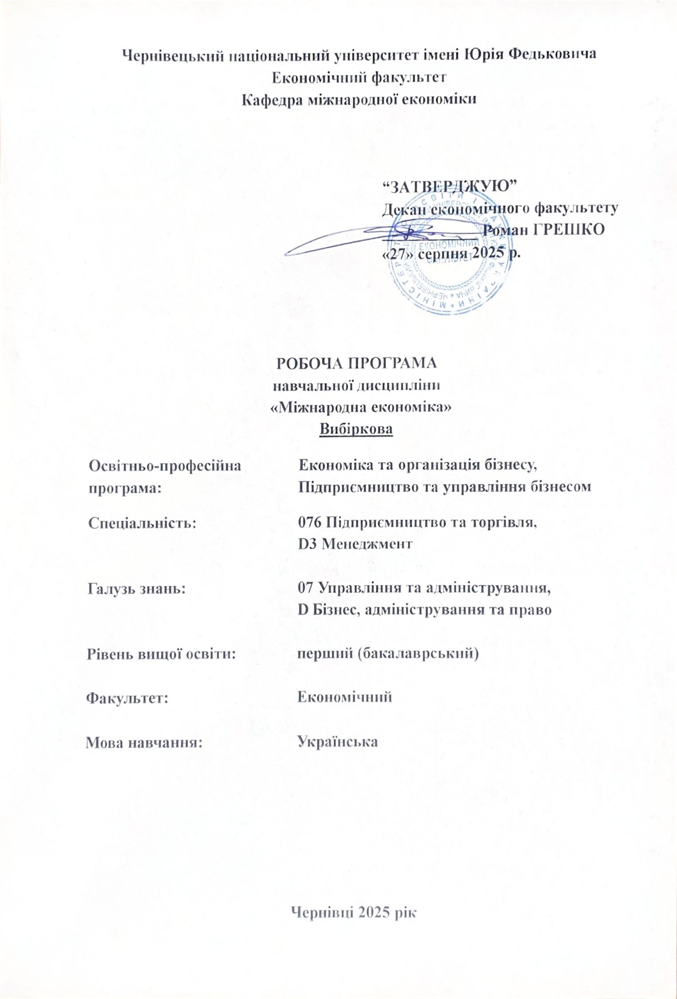 Чернівецький національний університет імені Юрія Федьковича
Економічний факультет
Кафедра міжнародної економіки
“ЗАТВЕРДЖУЮ”
Декан економічного факультету
Роман ГРЕШКО
«27» серпня 2025 р.
ЕКОНОМІЧНИЙ
ФАКУЛЬТЕТ
РОБОЧА ПРОГРАМА
навчальної дисципліни
«Міжнародна економіка»
Вибіркова
Освітньо-професійна Економіка та організація бізнесу,
програма: Підприємництво та управління бізнесом
Спеціальність: 076 Підприємництво та торгівля,
D3 Менеджмент
Галузь знань: 07 Управління та адміністрування,
D Бізнес, адміністрування та право
Рівень вищої освіти: перший (бакалаврський)
Факультет: Економічний
Мова навчання: Українська
Чернівці 2025 рік